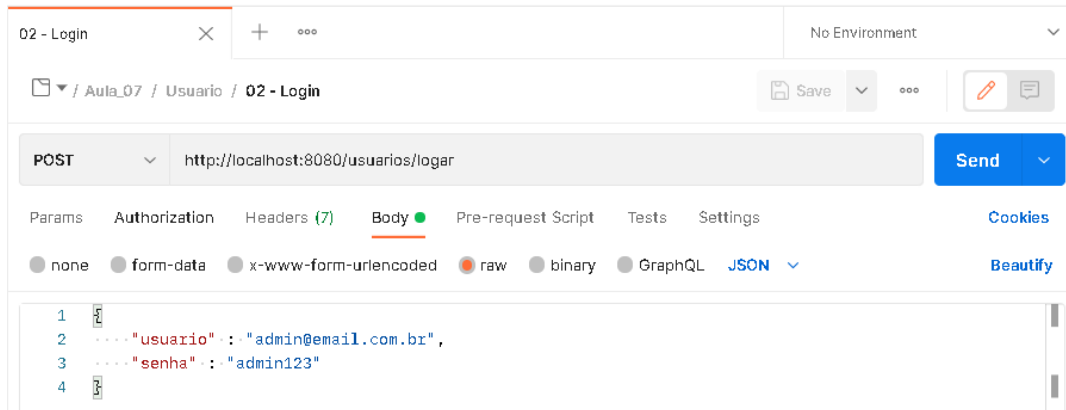 02 - Login No Environment
/ Aula_07 / Usuario / 02 - Login Save
POST http://localhost:8080/usuarios/logar Send
Params Authorization Headers (7) Body Pre-request Script Tests Settings Cookies
none form-data x-www-form-urlencoded raw binary GraphQL JSON Beautify
1 {
2 ····"usuario"·:·"admin@email.com.br",
3 ····"senha"·:·"admin123"
4 }